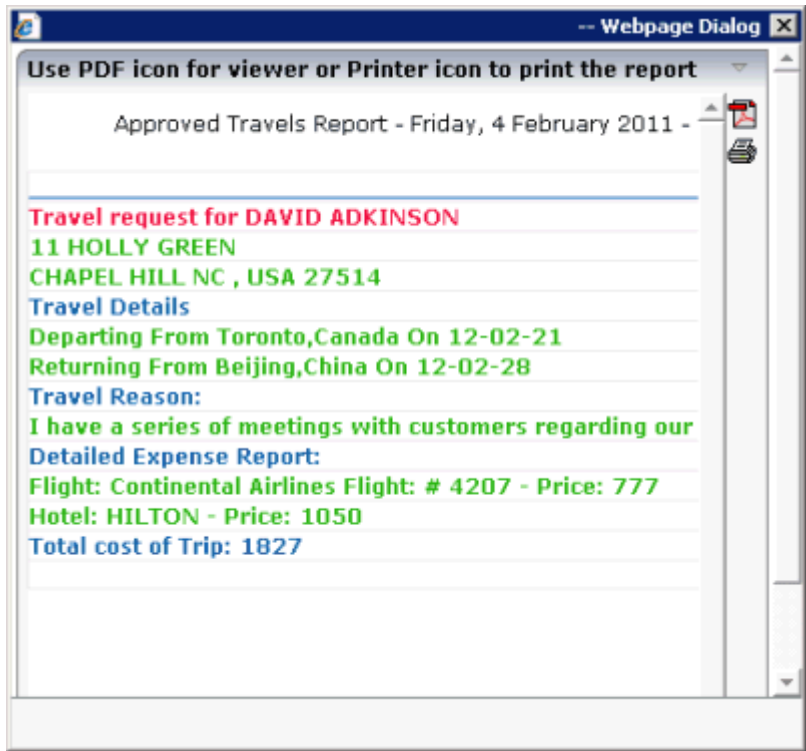 -- Webpage Dialog
Use PDF icon for viewer or Printer icon to print the report
Approved Travels Report - Friday, 4 February 2011 -
Travel request for DAVID ADKINSON
11 HOLLY GREEN
CHAPEL HILL NC , USA 27514
Travel Details
Departing From Toronto,Canada On 12-02-21
Returning From Beijing,China On 12-02-28
Travel Reason:
I have a series of meetings with customers regarding our
Detailed Expense Report:
Flight: Continental Airlines Flight: # 4207 - Price: 777
Hotel: HILTON - Price: 1050
Total cost of Trip: 1827